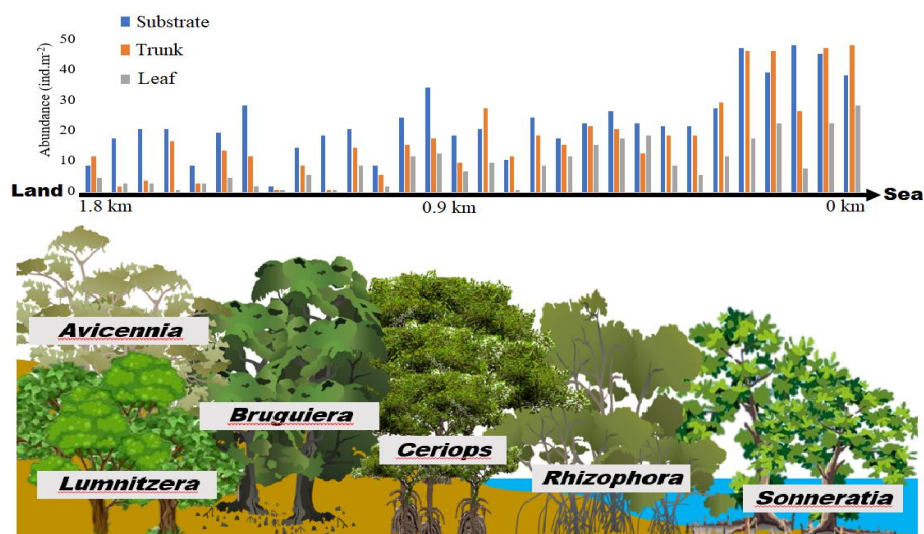 Substrate
Trunk
Leaf
Abundance (ind.m-2)
50
40
30
20
10
0
Land
Sea
1.8 km
0.9 km
0 km
Avicennia
Bruguiera
Ceriops
Lumnitzera
Rhizophora
Sonneratia